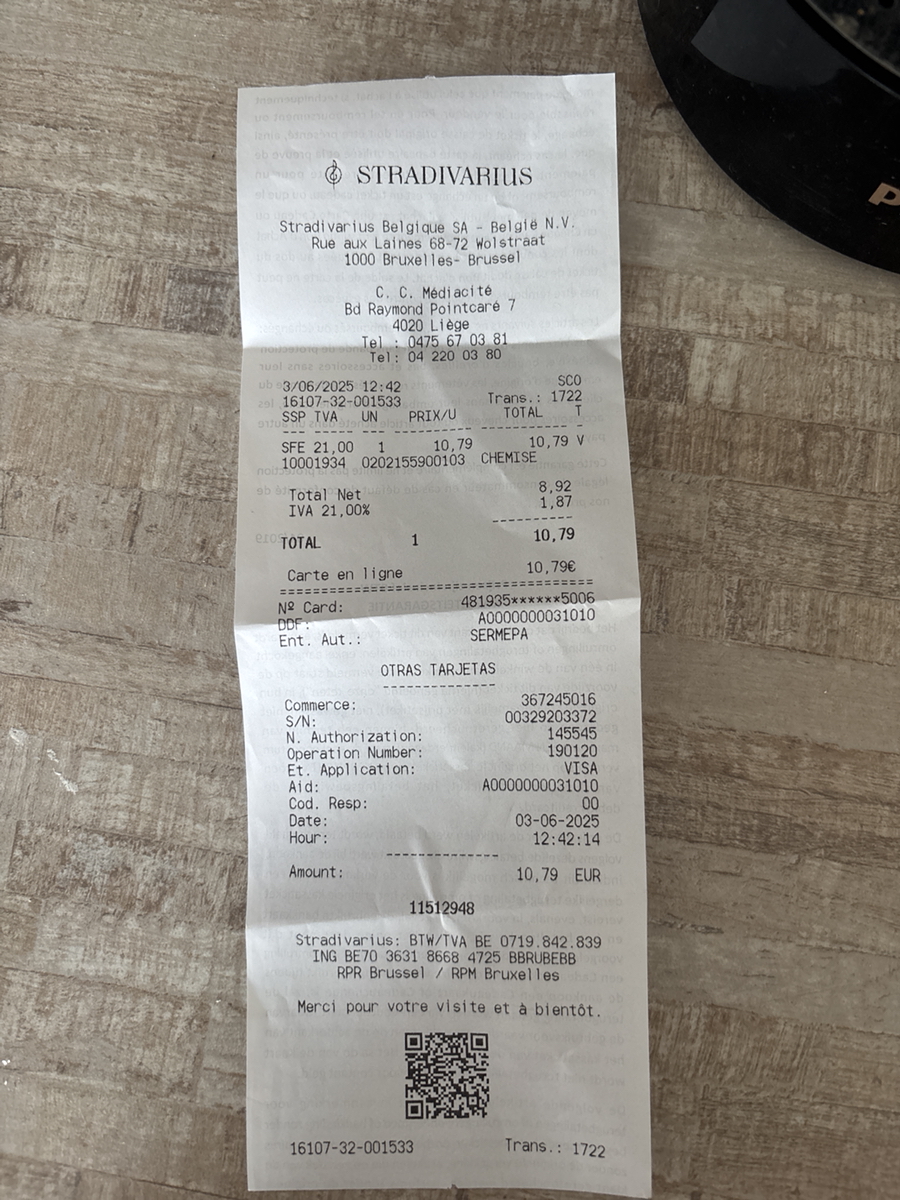 STRADIVARIUS
Stradivarius Belgique SA - België N.V.
Rue aux Laines 68-72 Wolstraat
1000 Bruxelles- Brussel
C. C. Médiacité
Bd Raymond Pointcaré 7
4020 Liège
Tel : 0475 67 03 81
Tel: 04 220 03 80
3/06/2025 12:42 SCO
16107-32-001533 Trans.: 1722
SSP TVA UN PRIX/U TOTAL T
--- ----- --- ---------- ------------ -
SFE 21,00 1 10,79 10,79 V
10001934 0202155900103 CHEMISE
Total Net 8,92
IVA 21,00% 1,87
----------
TOTAL 1 10,79
Carte en ligne 10,79€
========================================
Nº Card: 481935******5006
DDF: A0000000031010
Ent. Aut.: SERMEPA
OTRAS TARJETAS
--------------
Commerce: 367245016
S/N: 00329203372
N. Authorization: 145545
Operation Number: 190120
Et. Application: VISA
Aid: A0000000031010
Cod. Resp: 00
Date: 03-06-2025
Hour: 12:42:14
--------------
Amount: 10,79 EUR
11512948
Stradivarius: BTW/TVA BE 0719.842.839
ING BE70 3631 8668 4725 BBRUBEBB
RPR Brussel / RPM Bruxelles
Merci pour votre visite et à bientôt.
16107-32-001533 Trans.: 1722